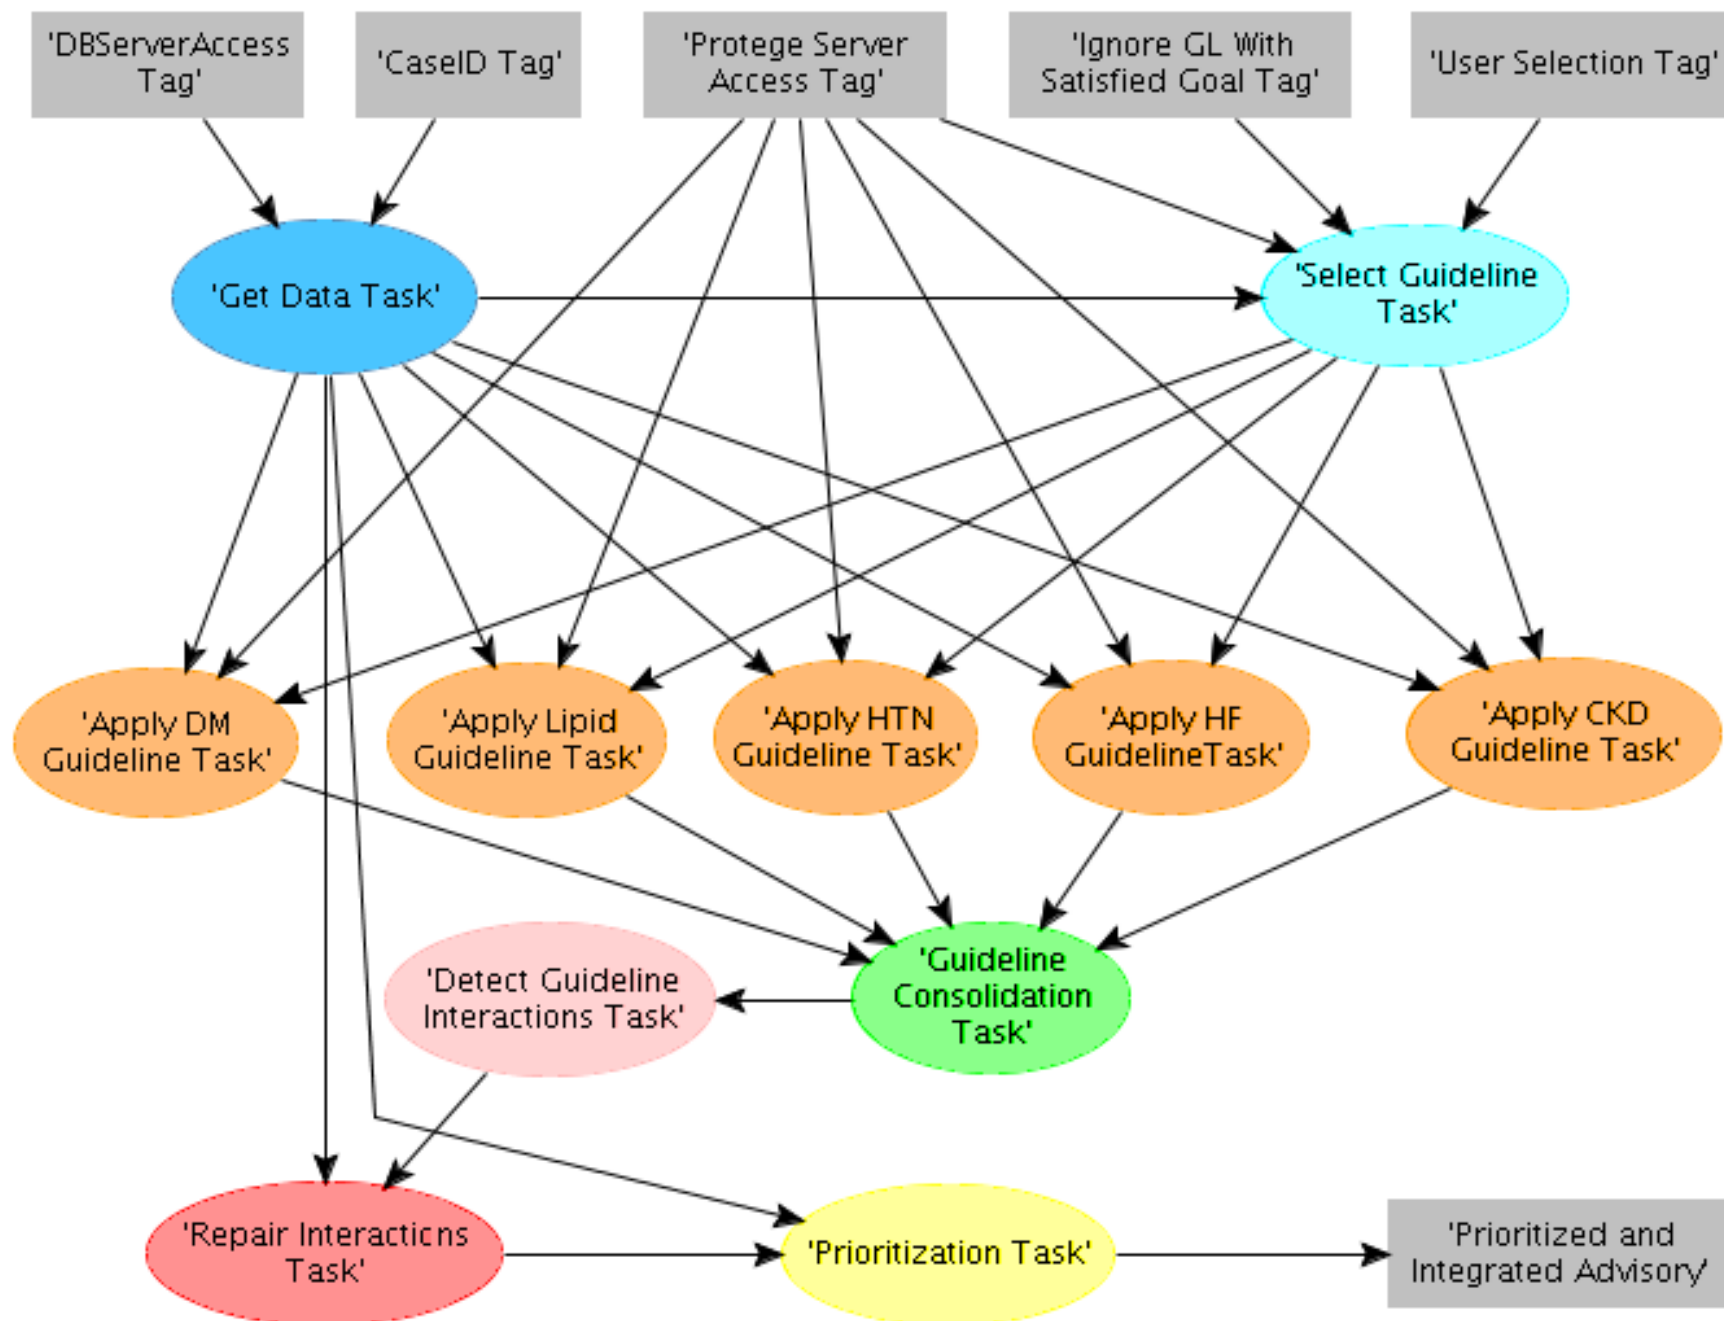 'DBServerAccess
Tag'
'CaseID Tag'
'Protege Server
Access Tag'
'Ignore GL With
Satisfied Goal Tag'
'User Selection Tag'
'Get Data Task'
'Select Guideline
Task'
'Apply DM
Guideline Task'
'Apply Lipid
Guideline Task'
'Apply HTN
Guideline Task'
'Apply HF
GuidelineTask'
'Apply CKD
Guideline Task'
'Detect Guideline
Interactions Task'
'Guideline
Consolidation
Task'
'Repair Interactions
Task'
'Prioritization Task'
'Prioritized and
Integrated Advisory'